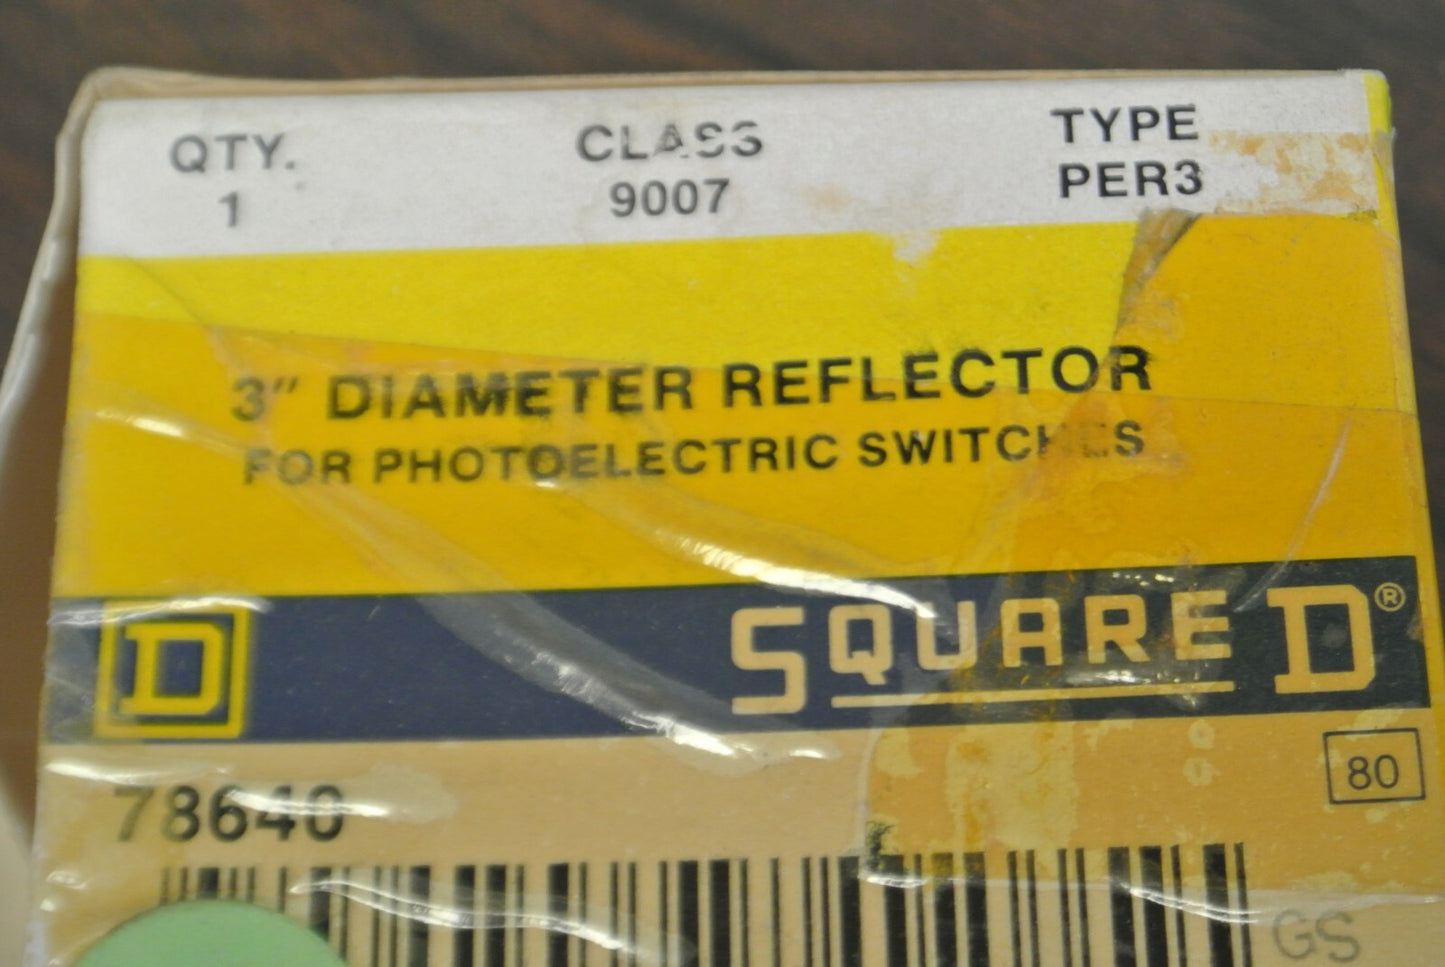 QTY. CLASS TYPE
1 9007 PER3
3" DIAMETER REFLECTOR
FOR PHOTOELECTRIC SWITCHES
D SQUARE D®
80
78640
GS